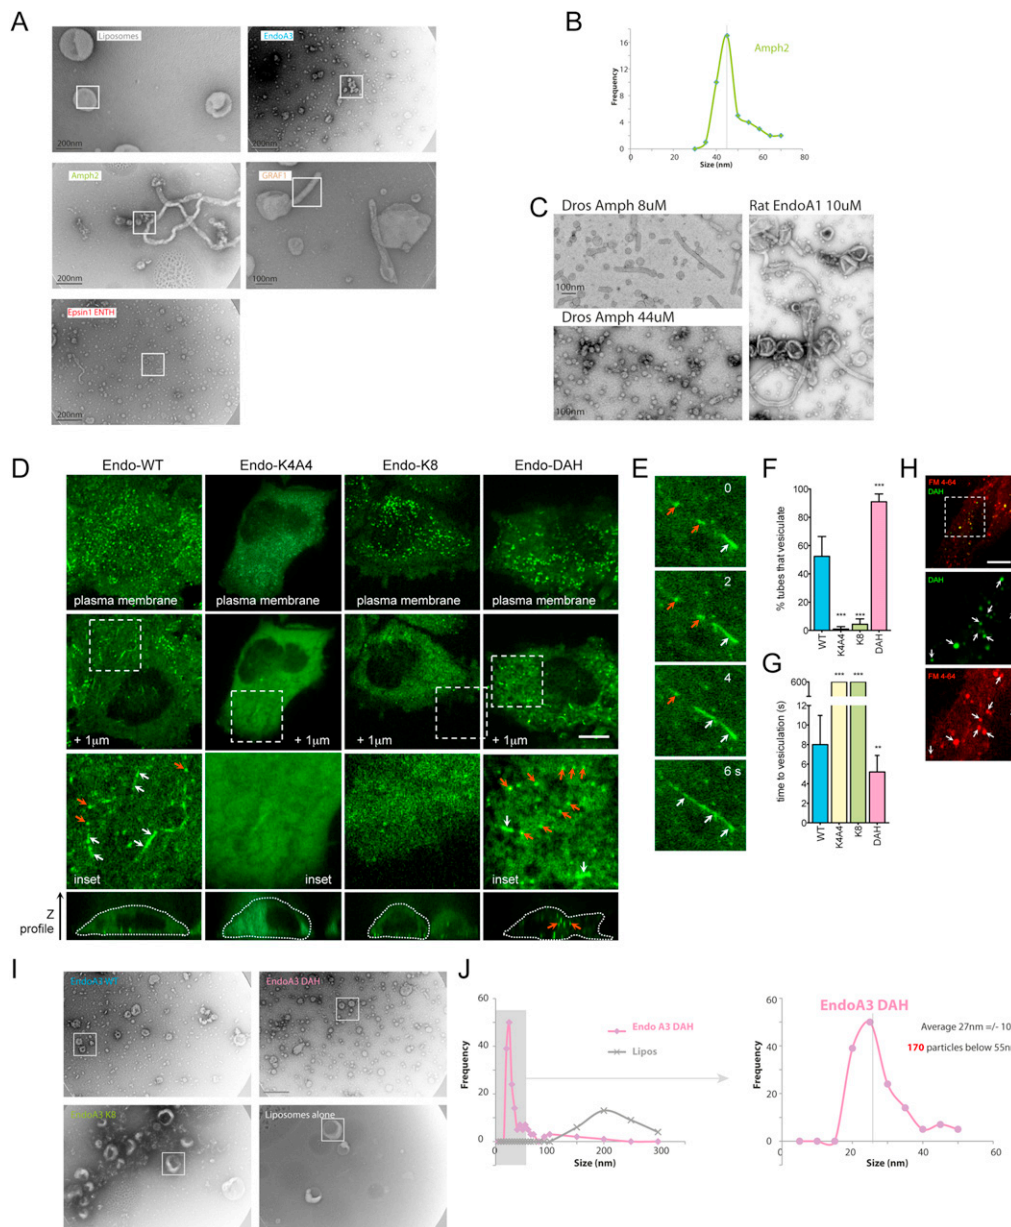 A
Liposomes
EndoA3
200nm
200nm
Amph2
GRAF1
200nm
100nm
Epsin1 ENTH
200nm
B
Amph2
Frequency
16
12
8
4
0
0 20 40 60 80
Size (nm)
C
Dros Amph 8uM
Rat EndoA1 10uM
100nm
Dros Amph 44uM
100nm
D
Endo-WT
Endo-K4A4
Endo-K8
Endo-DAH
plasma membrane
plasma membrane
plasma membrane
plasma membrane
+ 1μm
+ 1μm
+ 1μm
+ 1μm
inset
inset
inset
Z
profile
E
0
2
4
6 s
F
% tubes that vesiculate
100
80
60
40
20
0
***
***
***
WT
K4A4
K8
DAH
G
time to vesiculation (s)
600
12
10
8
6
4
2
0
***
***
**
WT
K4A4
K8
DAH
H
FM 4-64
DAH
DAH
FM 4-64
I
EndoA3 WT
EndoA3 DAH
EndoA3 K8
Liposomes alone
J
Frequency
60
40
20
0
0 100 200 300
Size (nm)
Endo A3 DAH
Lipos
EndoA3 DAH
Average 27nm =/- 10
170 particles below 55n
Frequency
60
40
20
0
0 20 40 60
Size (nm)